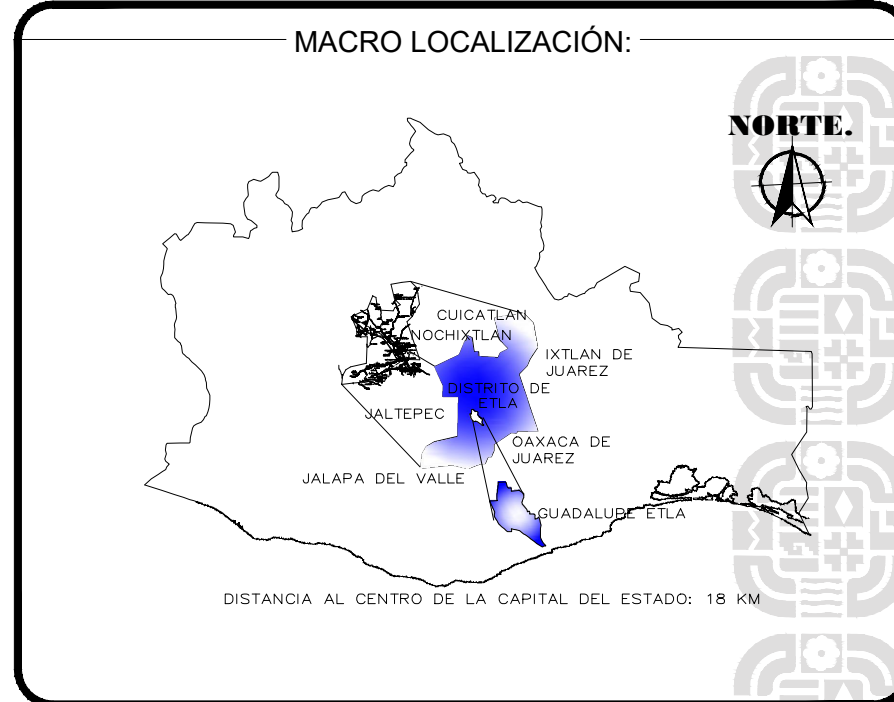 MACRO LOCALIZACIÓN:
NORTE.
CUICATLAN
NOCHIXTLAN
IXTLAN DE
JUAREZ
DISTRITO DE
ETLA
JALTEPEC
OAXACA DE
JUAREZ
JALAPA DEL VALLE
GUADALUPE ETLA
DISTANCIA AL CENTRO DE LA CAPITAL DEL ESTADO: 18 KM